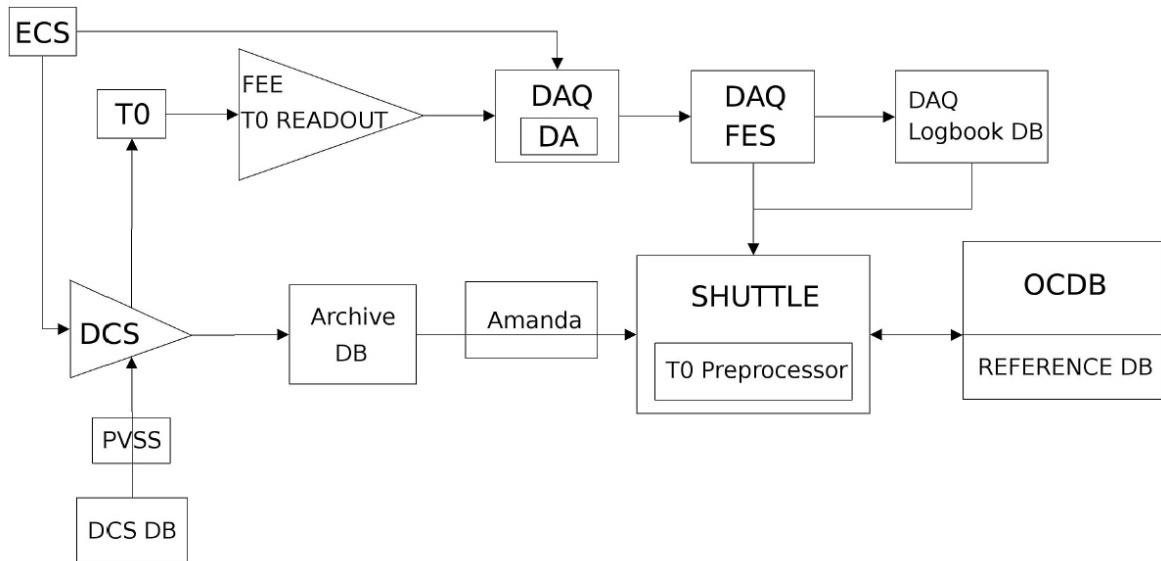 ECS
FEE
T0 READOUT
T0
DAQ
DA
DAQ
FES
DAQ
Logbook DB
DCS
Archive
DB
Amanda
SHUTTLE
T0 Preprocessor
OCDB
REFERENCE DB
PVSS
DCS DB